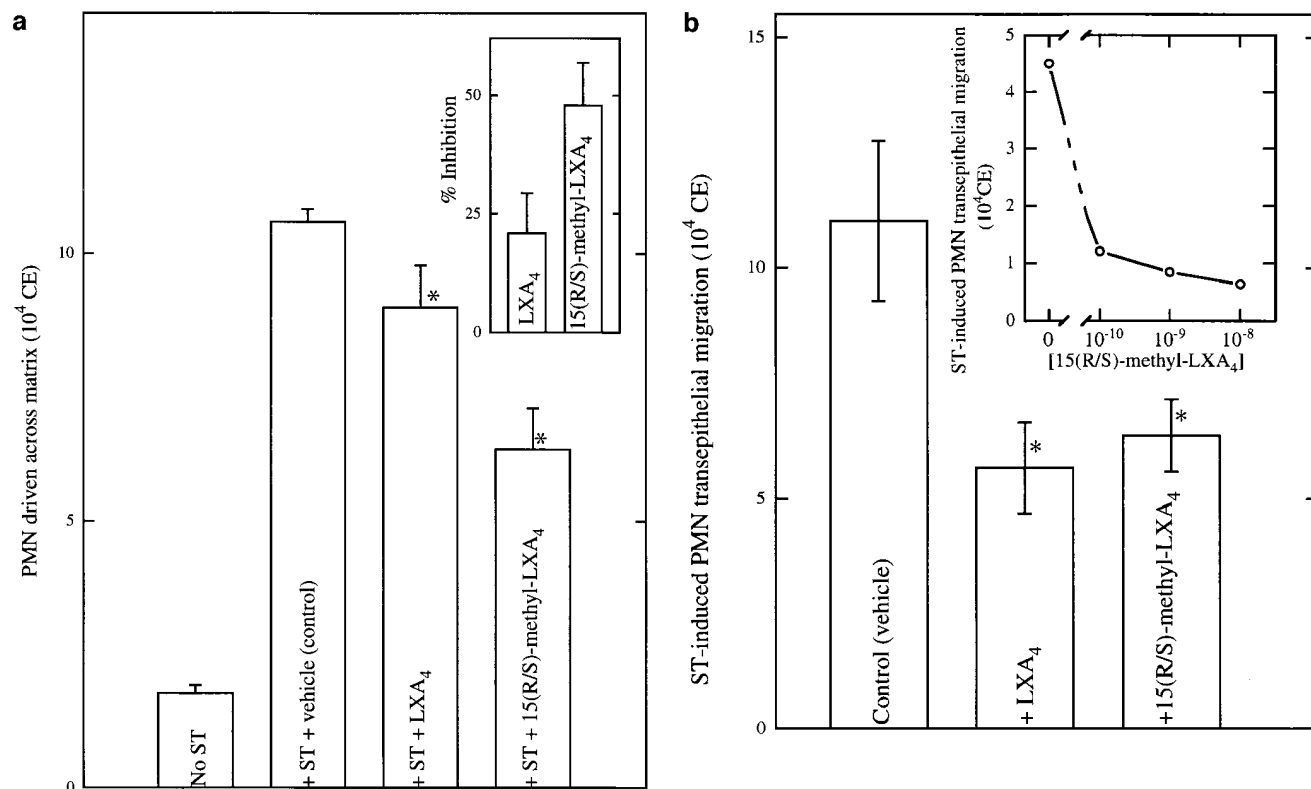 a
PMN driven across matrix (10⁴ CE)
10
5
0
No ST
+ ST + vehicle (control)
+ ST + LXA₄
*
+ ST + 15(R/S)-methyl-LXA₄
*
% Inhibition
50
25
0
LXA₄
15(R/S)-methyl-LXA₄
b
ST-induced PMN transepithelial migration (10⁴ CE)
15
10
5
0
Control (vehicle)
+ LXA₄
*
+15(R/S)-methyl-LXA₄
*
ST-induced PMN transepithelial migration
(10⁴CE)
5
4
3
2
1
0
0 10⁻¹⁰ 10⁻⁹ 10⁻⁸
[15(R/S)-methyl-LXA₄]